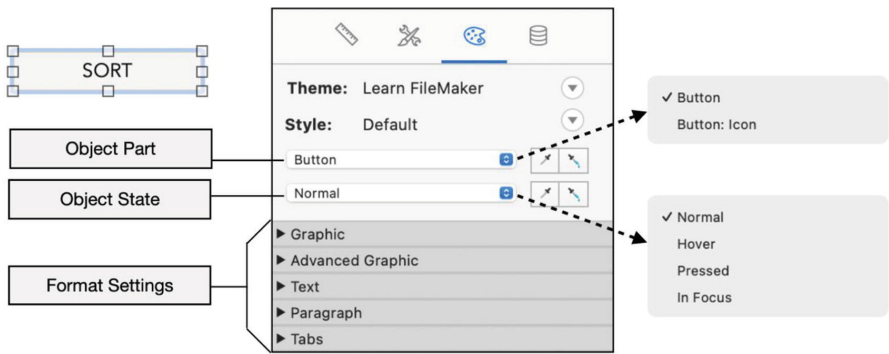 SORT
Object Part
Object State
Format Settings
Theme: Learn FileMaker
Style: Default
Button
Normal
Graphic
Advanced Graphic
Text
Paragraph
Tabs
✓ Button
Button: Icon
✓ Normal
Hover
Pressed
In Focus